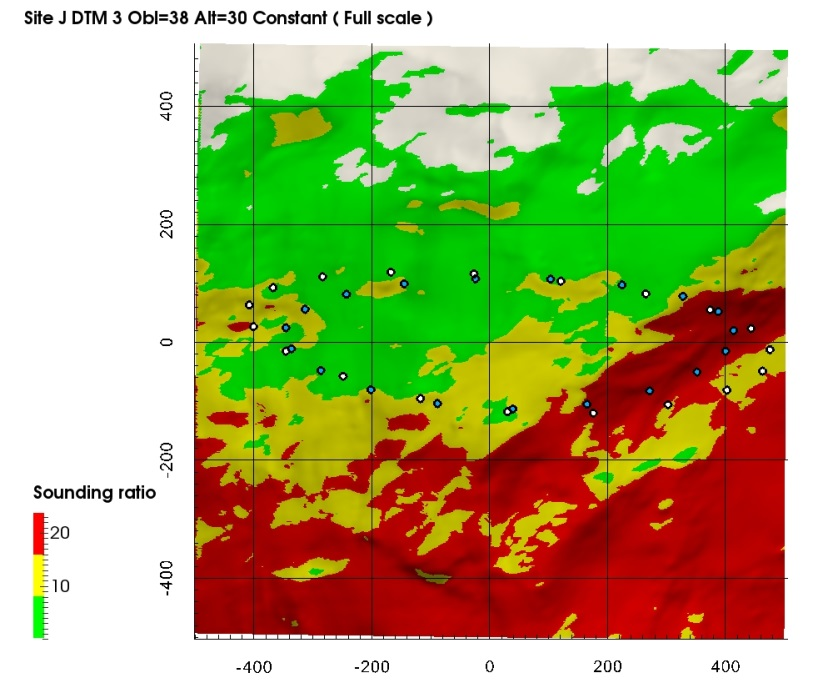 Site J DTM 3 Obl=38 Alt=30 Constant ( Full scale )
400
200
0
-200
-400
Sounding ratio
20
10
-400 -200 0 200 400